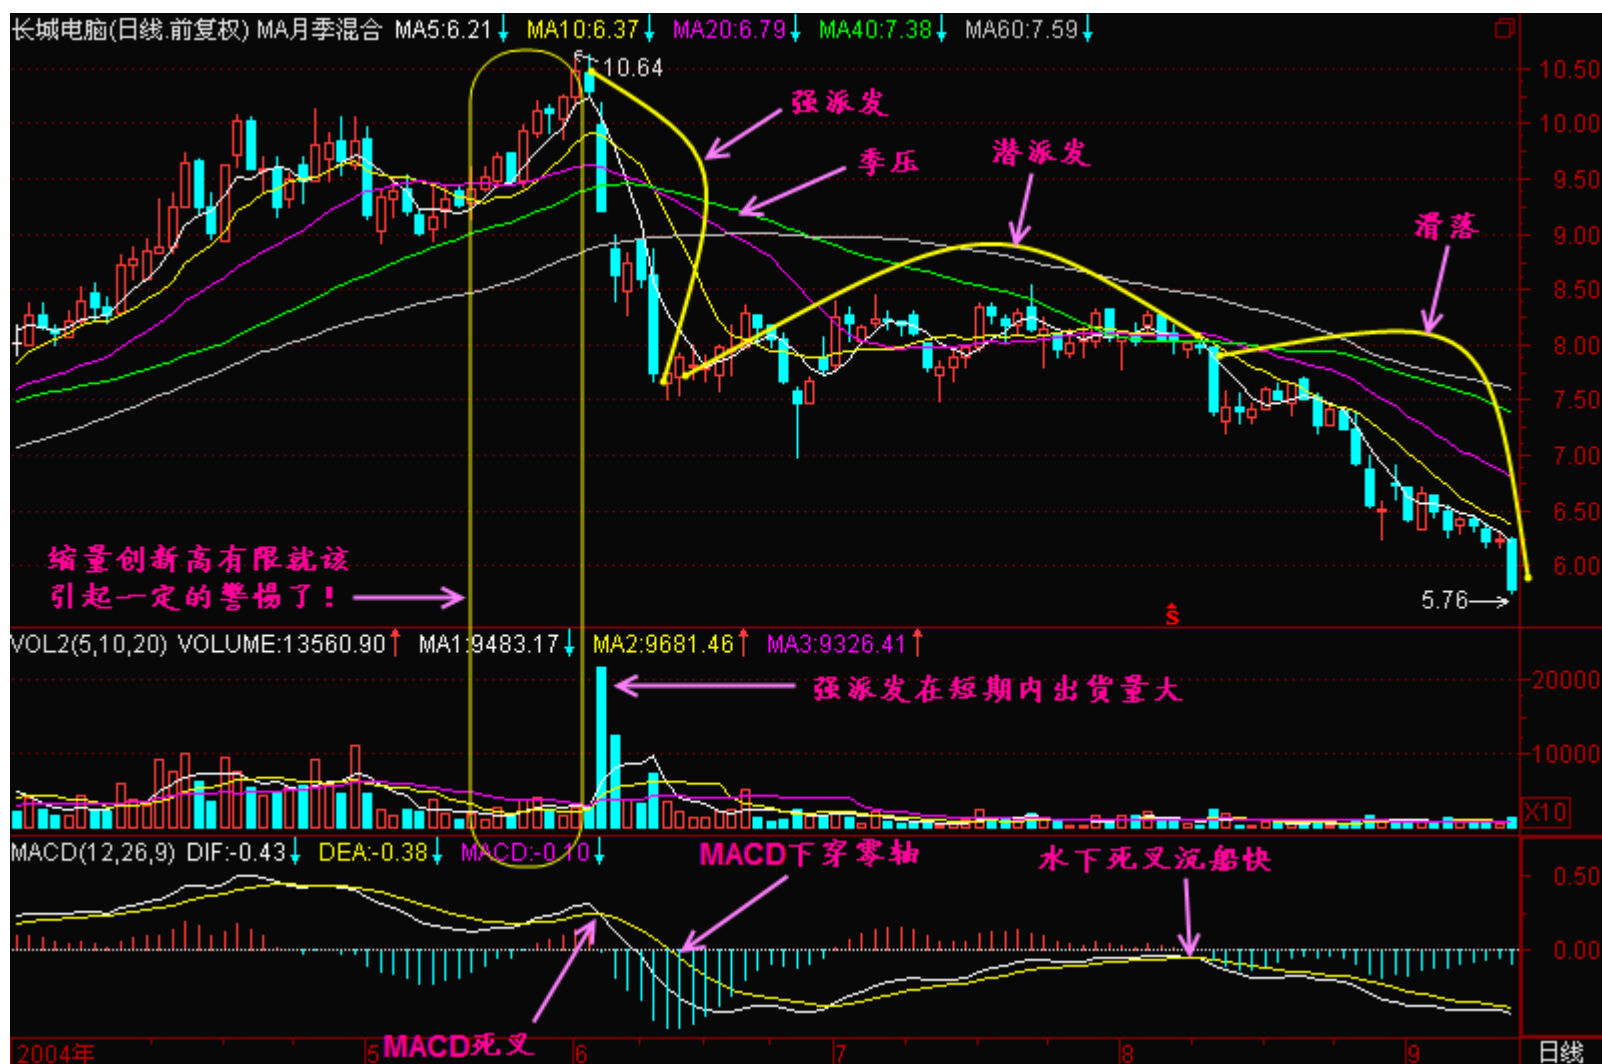 长城电脑(日线.前复权) MA月季混合 MA5:6.21↓ MA10:6.37↓ MA20:6.79↓ MA40:7.38↓ MA60:7.59↓
10.64
10.50
强派发
10.00
季压
潜派发
9.50
滑落
9.00
8.50
8.00
7.50
7.00
6.50
缩量创新高有限就该
引起一定的警惕了!
6.00
5.76
S
VOL2(5,10,20) VOLUME:13560.90↑ MA1:9483.17↓ MA2:9681.46↑ MA3:9326.41↑
强派发在短期内出货量大
20000
10000
X10
MACD(12,26,9) DIF:-0.43↓ DEA:-0.38↓ MACD:-0.10↓
MACD下穿零轴
水下死叉沉船快
0.50
0.00
MACD死叉
2004年 5 6 7 8 9 日线